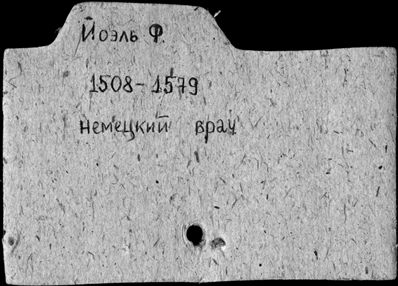 Йоэль Ф.
1508-1579
немецкий врач